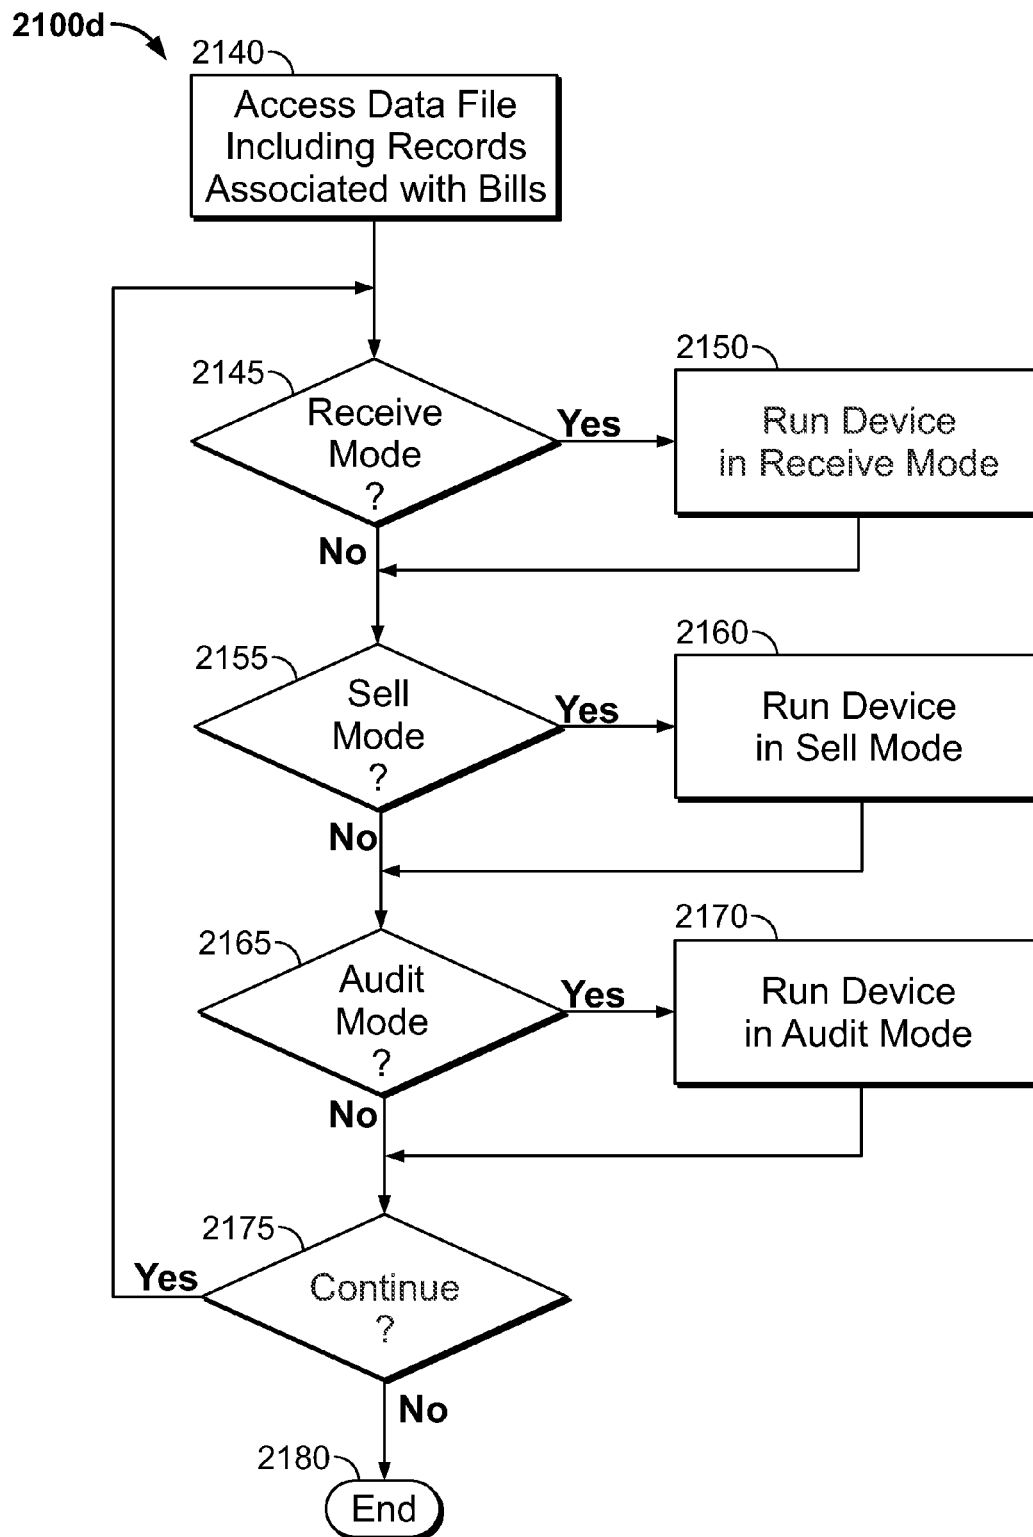 2100d
2140
Access Data File
Including Records
Associated with Bills
2145
Receive
Mode
?
Yes
No
2150
Run Device
in Receive Mode
2155
Sell
Mode
?
Yes
No
2160
Run Device
in Sell Mode
2165
Audit
Mode
?
Yes
No
2170
Run Device
in Audit Mode
2175
Continue
?
Yes
No
2180
End